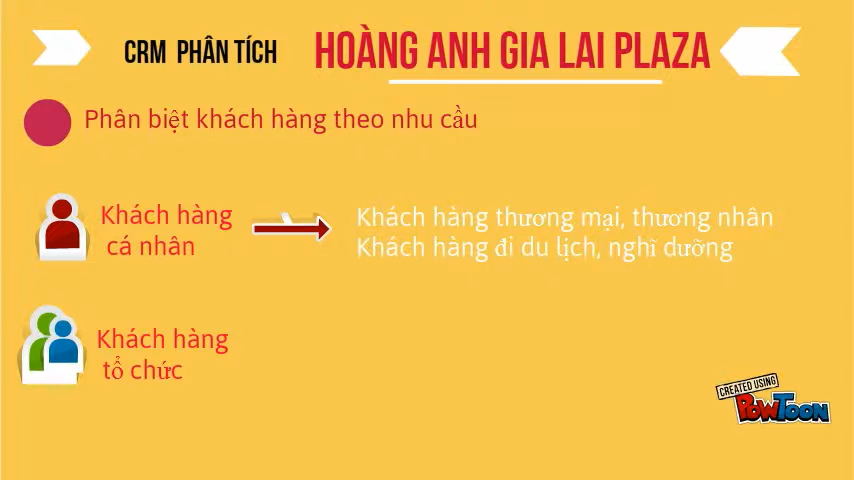 CRM PHÂN TÍCH
HOÀNG ANH GIA LAI PLAZA
Phân biệt khách hàng theo nhu cầu
Khách hàng
cá nhân
Khách hàng thương mại, thương nhân
Khách hàng đi du lịch, nghĩ dưỡng
Khách hàng
tổ chức
CREATED USING
POWTOON